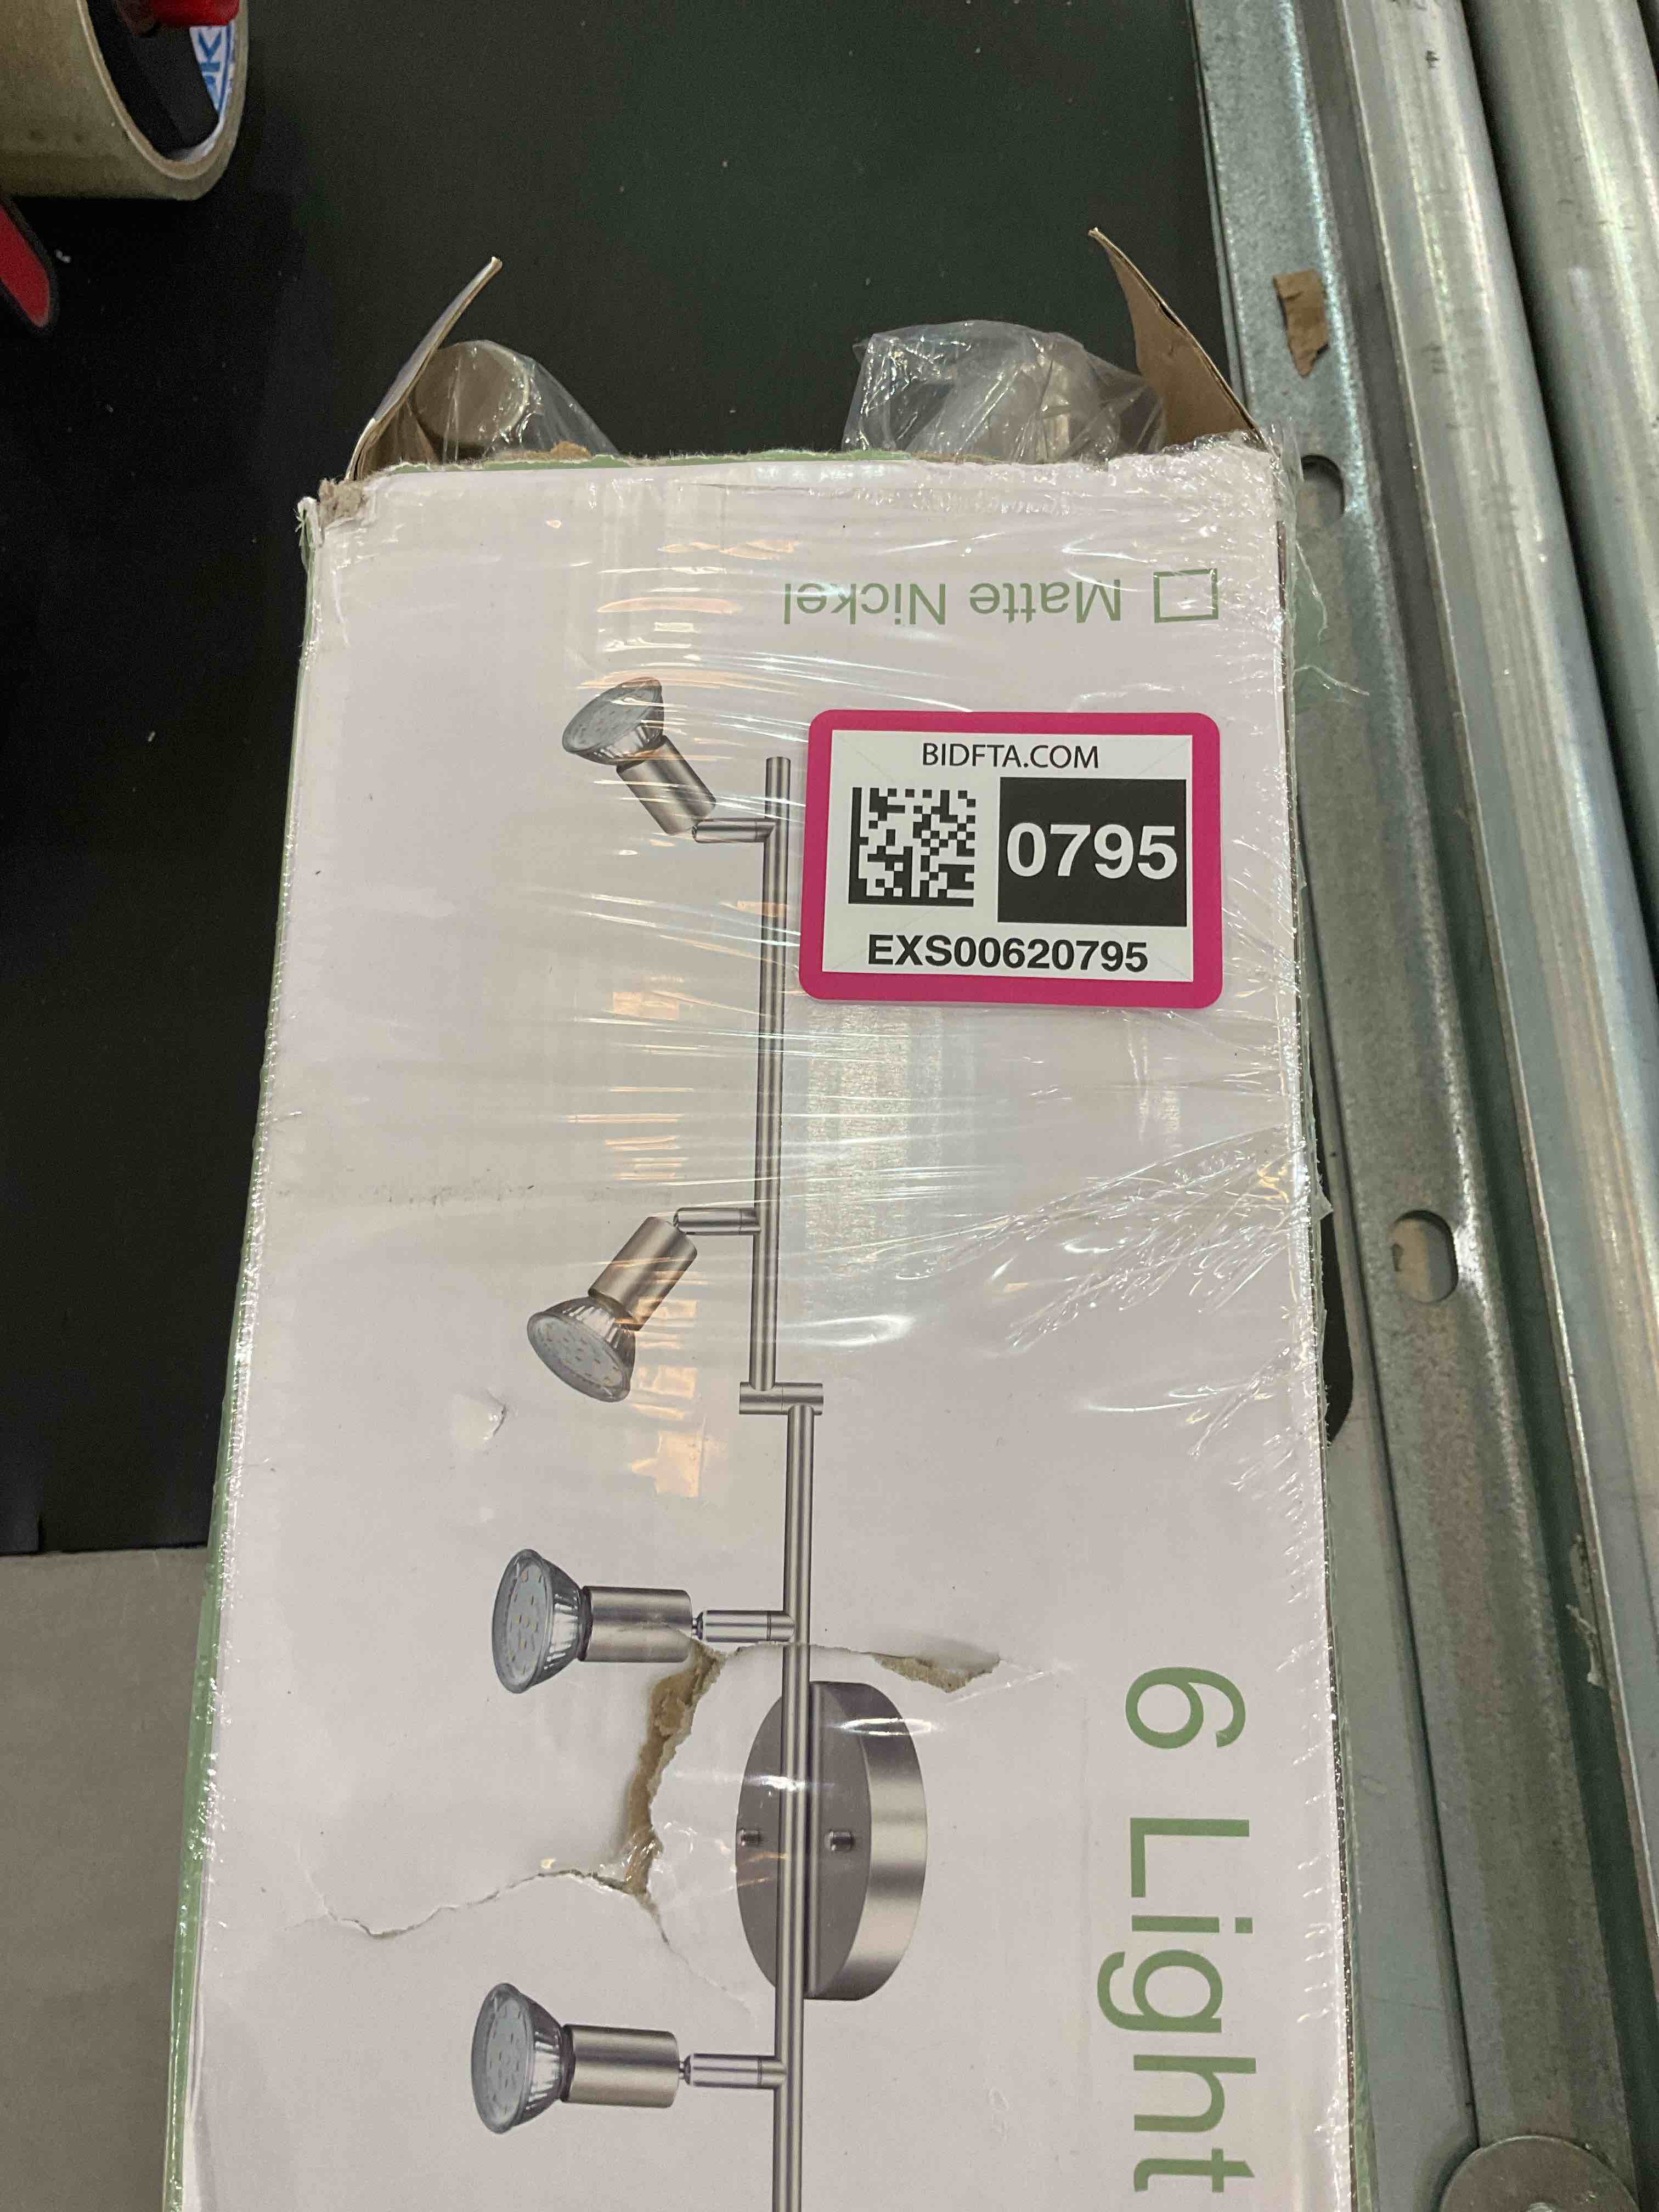 Matte Nickel
BIDFTA.COM
0795
EXS00620795
6 Light